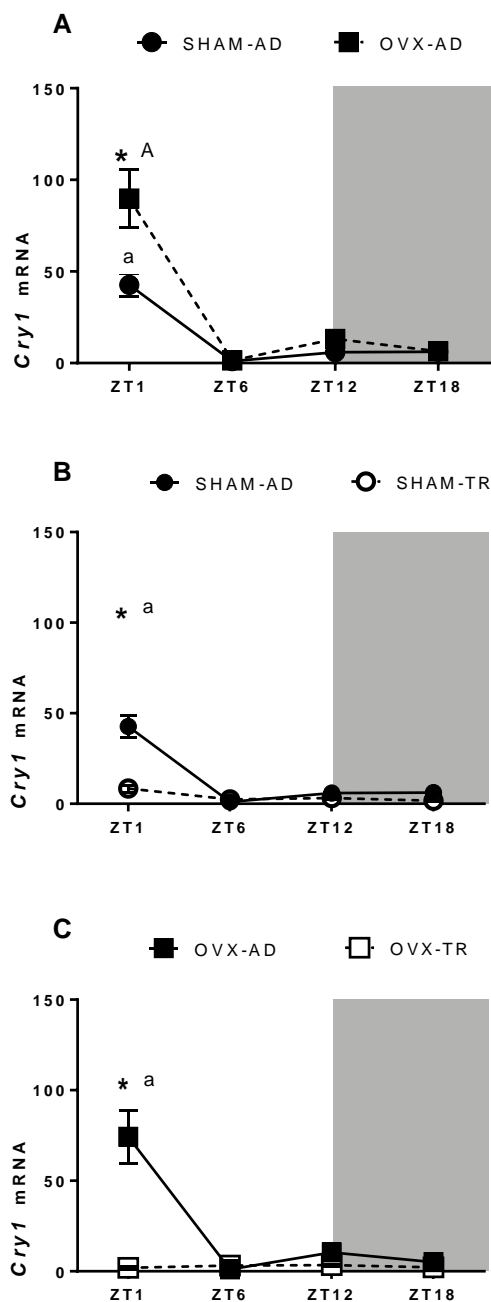 A
SHAM-AD OVX-AD
150
* A
100
a
50
0
Cry1 mRNA
ZT1 ZT6 ZT12 ZT18
B
SHAM-AD SHAM-TR
150
* a
100
50
0
Cry1 mRNA
ZT1 ZT6 ZT12 ZT18
C
OVX-AD OVX-TR
150
* a
100
50
0
Cry1 mRNA
ZT1 ZT6 ZT12 ZT18